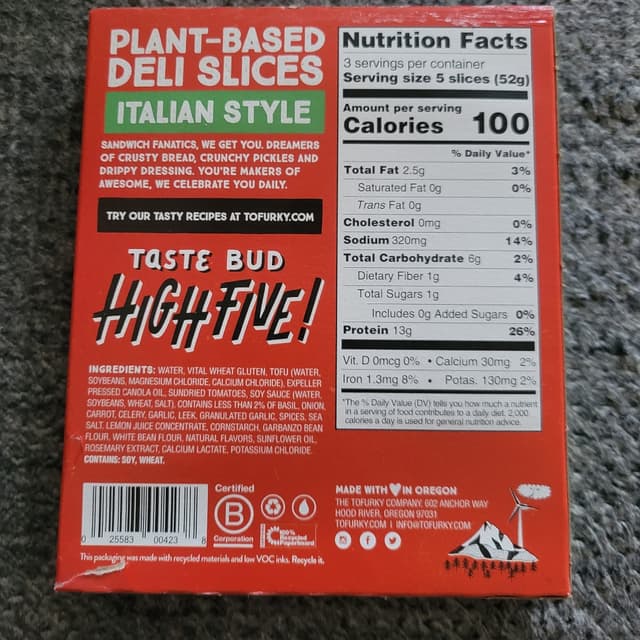 PLANT-BASED
DELI SLICES
ITALIAN STYLE
SANDWICH FANATICS, WE GET YOU. DREAMERS
OF CRUSTY BREAD, CRUNCHY PICKLES AND
DRIPPY DRESSING. YOU'RE MAKERS OF
AWESOME, WE CELEBRATE YOU DAILY.
TRY OUR TASTY RECIPES AT TOFURKY.COM
TASTE BUD
HIGH FIVE!
INGREDIENTS: WATER, VITAL WHEAT GLUTEN, TOFU (WATER,
SOYBEANS, MAGNESIUM CHLORIDE, CALCIUM CHLORIDE), EXPELLER
PRESSED CANOLA OIL, SUNDRIED TOMATOES, SOY SAUCE (WATER,
SOYBEANS, WHEAT, SALT), CONTAINS LESS THAN 2% OF BASIL, ONION,
CARROT, CELERY, GARLIC, LEEK, GRANULATED GARLIC, SPICES, SEA
SALT, LEMON JUICE CONCENTRATE, CORNSTARCH, GARBANZO BEAN
FLOUR, WHITE BEAN FLOUR, NATURAL FLAVORS, SUNFLOWER OIL,
ROSEMARY EXTRACT, CALCIUM LACTATE, POTASSIUM CHLORIDE.
CONTAINS: SOY, WHEAT.
0 25583 00423 8
Certified
B
Corporation
100%
Recycled
Paperboard
This packaging was made with recycled materials and low VOC inks. Recycle it.
Nutrition Facts
3 servings per container
Serving size 5 slices (52g)
Amount per serving
Calories 100
% Daily Value*
Total Fat 2.5g 3%
Saturated Fat 0g 0%
Trans Fat 0g
Cholesterol 0mg 0%
Sodium 320mg 14%
Total Carbohydrate 6g 2%
Dietary Fiber 1g 4%
Total Sugars 1g
Includes 0g Added Sugars 0%
Protein 13g 26%
Vit. D 0mcg 0% • Calcium 30mg 2%
Iron 1.3mg 8% • Potas. 130mg 2%
*The % Daily Value (DV) tells you how much a nutrient
in a serving of food contributes to a daily diet. 2,000
calories a day is used for general nutrition advice.
MADE WITH IN OREGON
THE TOFURKY COMPANY, 602 ANCHOR WAY
HOOD RIVER, OREGON 97031
TOFURKY.COM | INFO@TOFURKY.COM